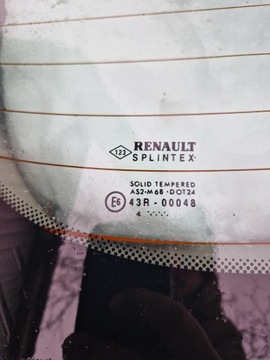 123 RENAULT
SPLINTEX
SOLID TEMPERED
AS2·M68·DOT24
E6 43R-00048
4